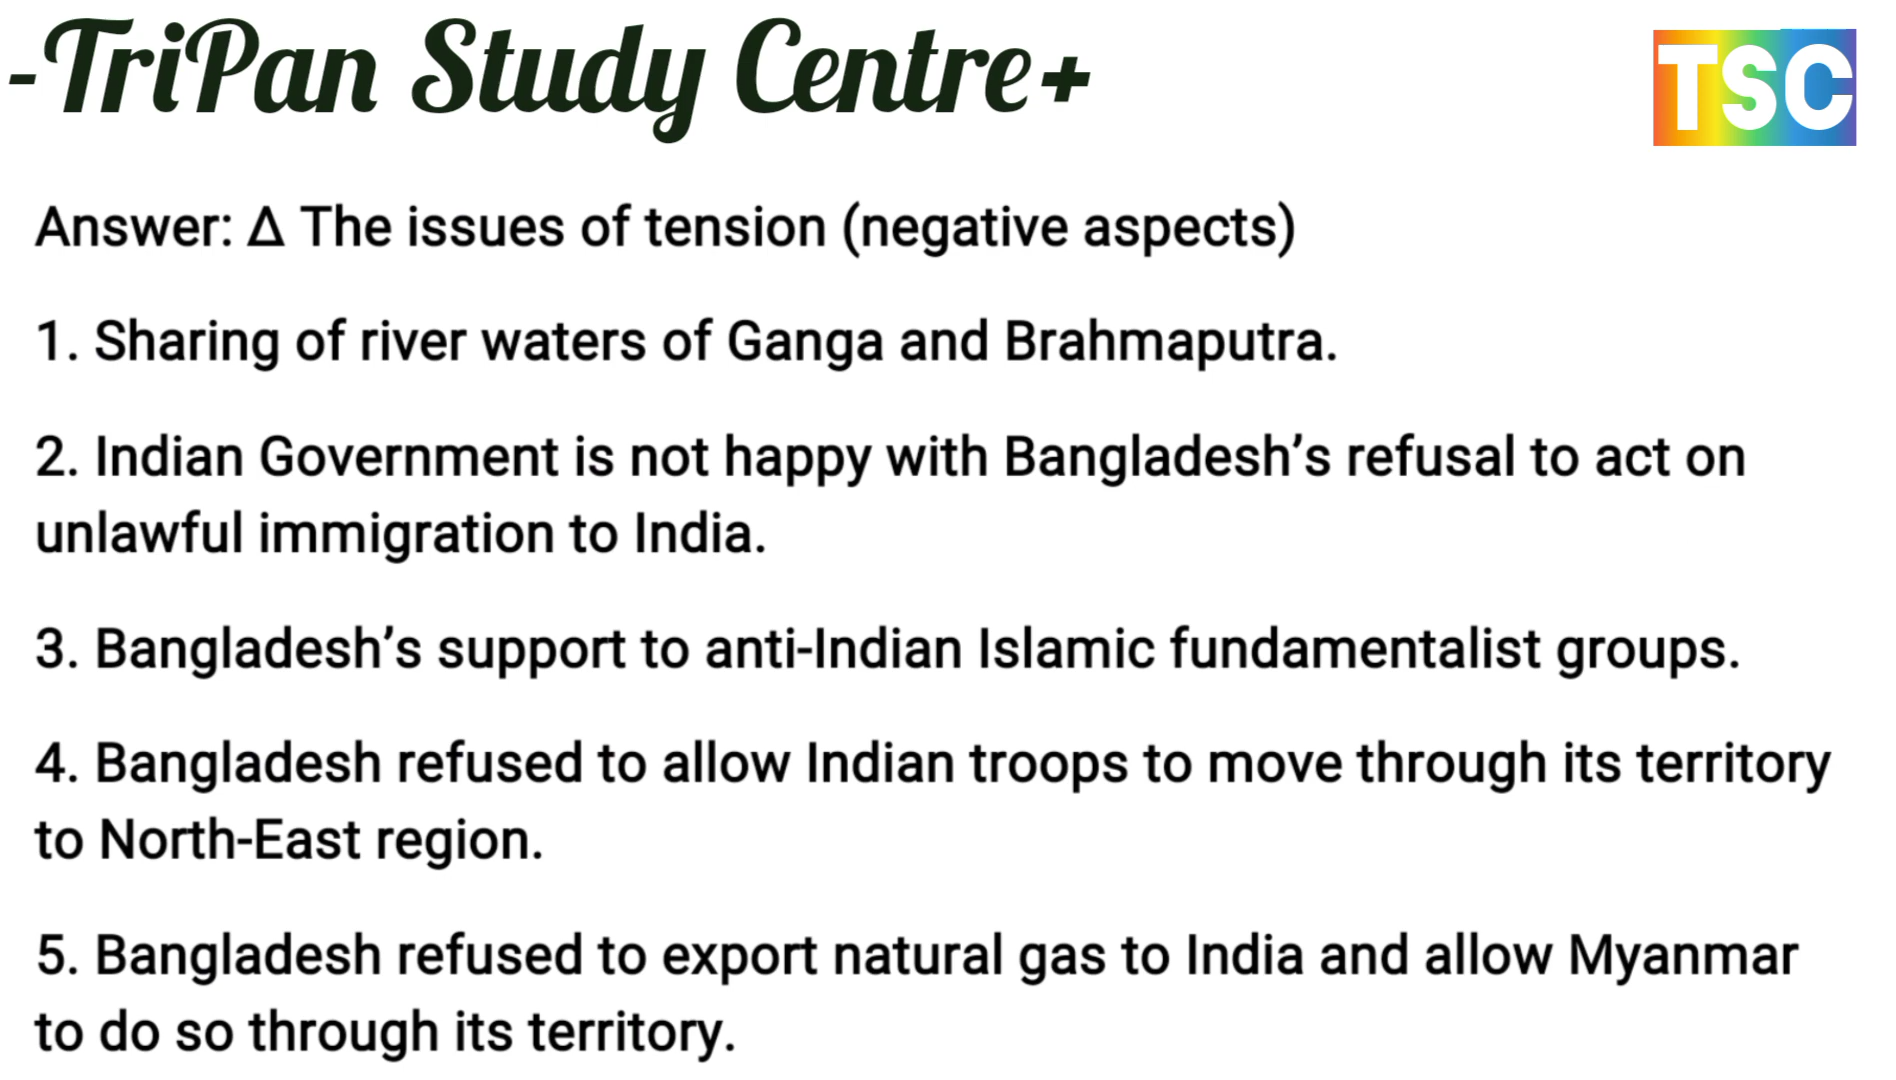 -TriPan Study Centre+
TSC
Answer: Δ The issues of tension (negative aspects)
1. Sharing of river waters of Ganga and Brahmaputra.
2. Indian Government is not happy with Bangladesh’s refusal to act on
unlawful immigration to India.
3. Bangladesh’s support to anti-Indian Islamic fundamentalist groups.
4. Bangladesh refused to allow Indian troops to move through its territory
to North-East region.
5. Bangladesh refused to export natural gas to India and allow Myanmar
to do so through its territory.